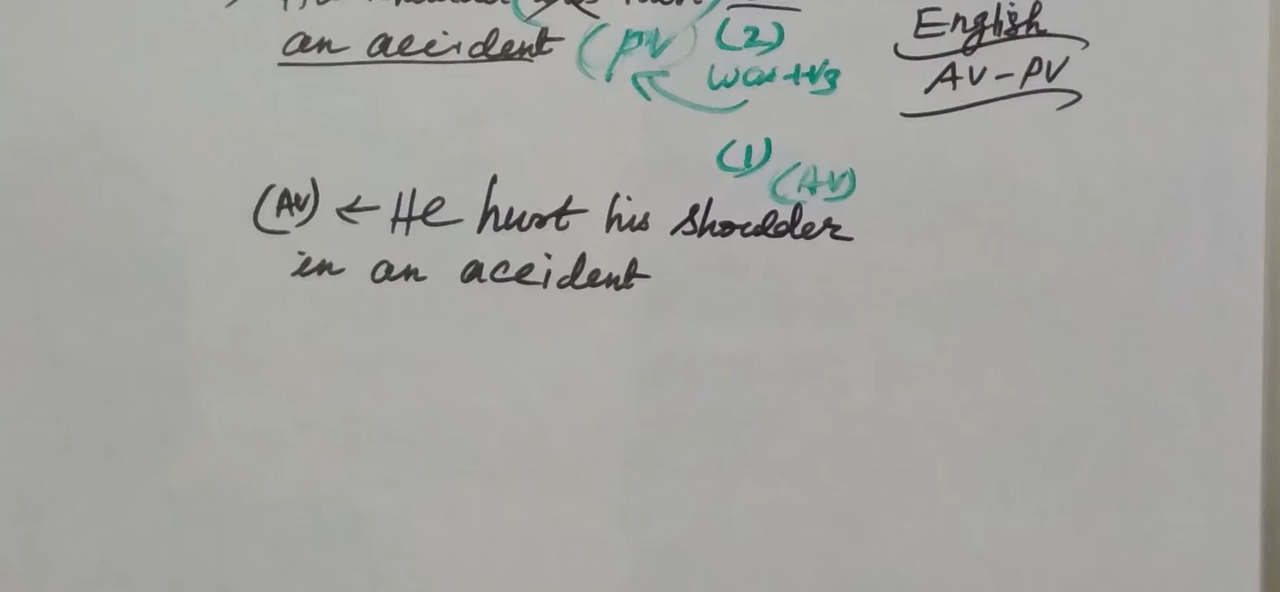 an accident (PV) (2)
was+V3
English
AV-PV
(1)
(AV)
(AV) ← He hurt his shoulder
in an accident